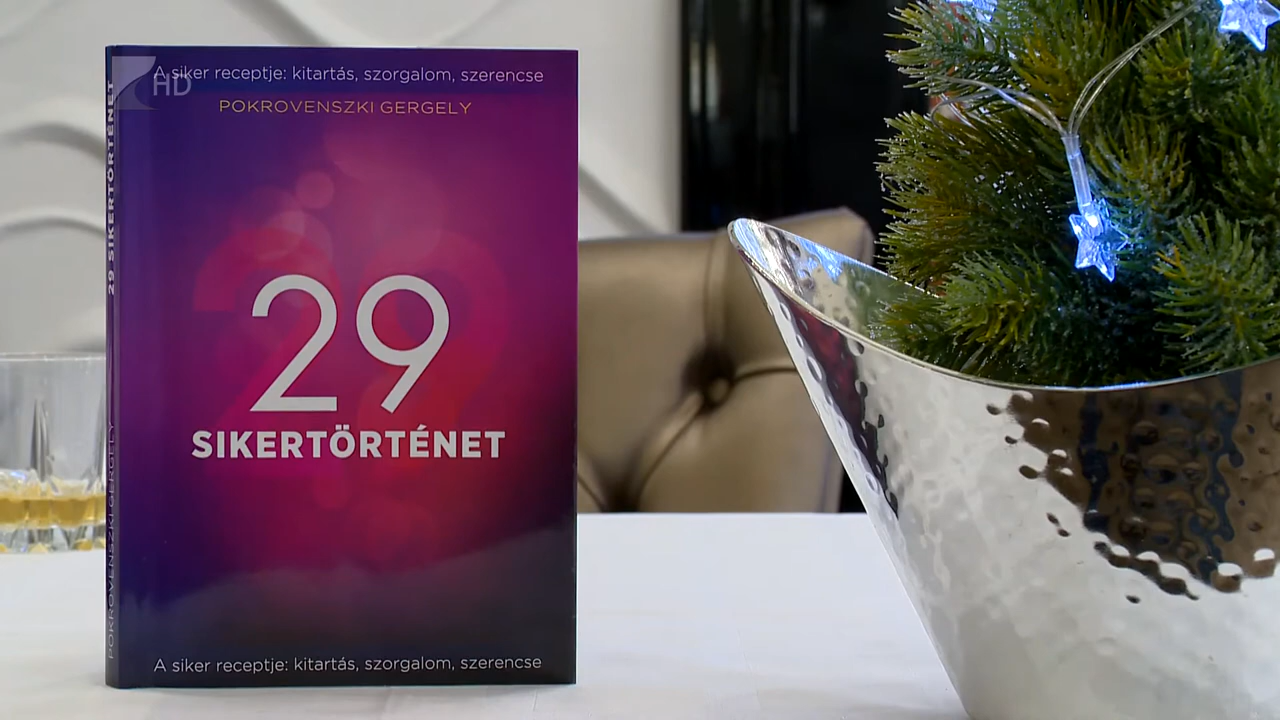 A siker receptje: kitartás, szorgalom, szerencse
HD
POKROVENSZKI GERGELY
29
SIKERTÖRTÉNET
A siker receptje: kitartás, szorgalom, szerencse
29 SIKERTÖRTÉNET
POKROVENSZKI GERGELY